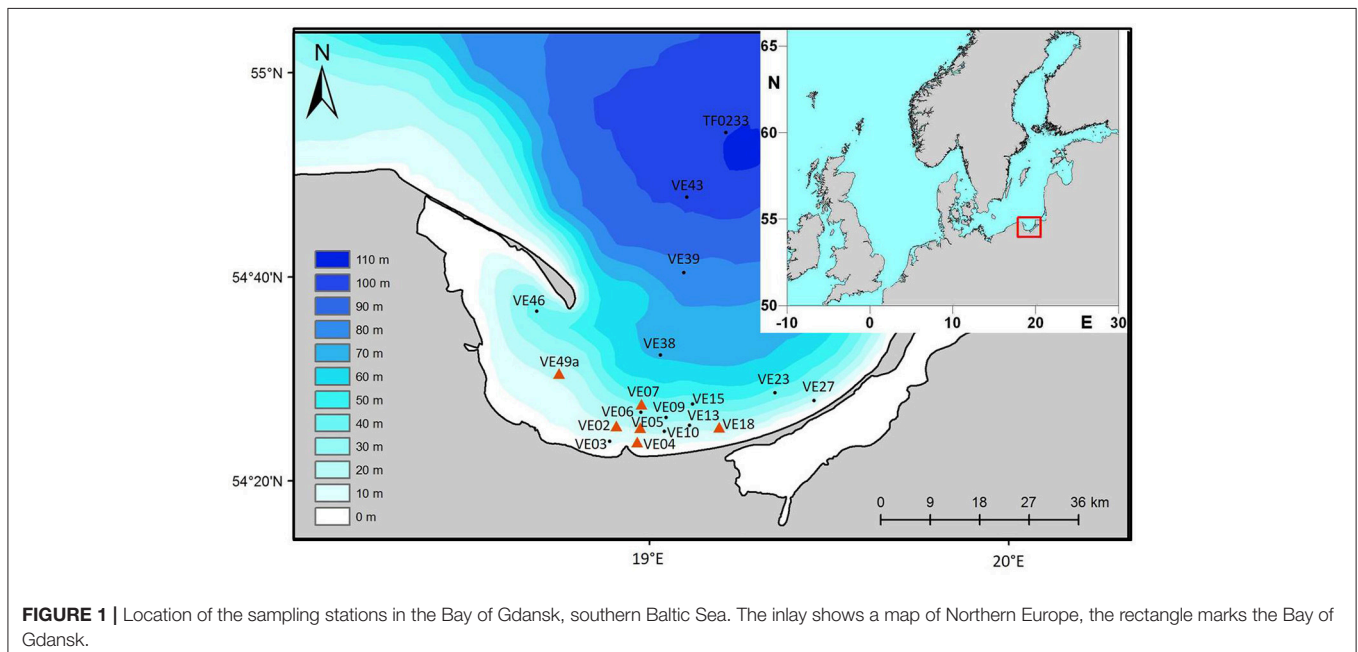 N
55°N
54°40'N
54°20'N
19°E
20°E
110 m
100 m
90 m
80 m
70 m
60 m
50 m
40 m
30 m
20 m
10 m
0 m
TF0233
VE43
VE39
VE46
VE38
VE49a
VE23
VE27
VE07
VE15
VE06
VE09
VE13
VE02
VE05
VE18
VE10
VE03
VE04
65
N
60
55
50
-10
0
10
20
E
30
0 9 18 27 36 km
FIGURE 1 | Location of the sampling stations in the Bay of Gdansk, southern Baltic Sea. The inlay shows a map of Northern Europe, the rectangle marks the Bay of
Gdansk.